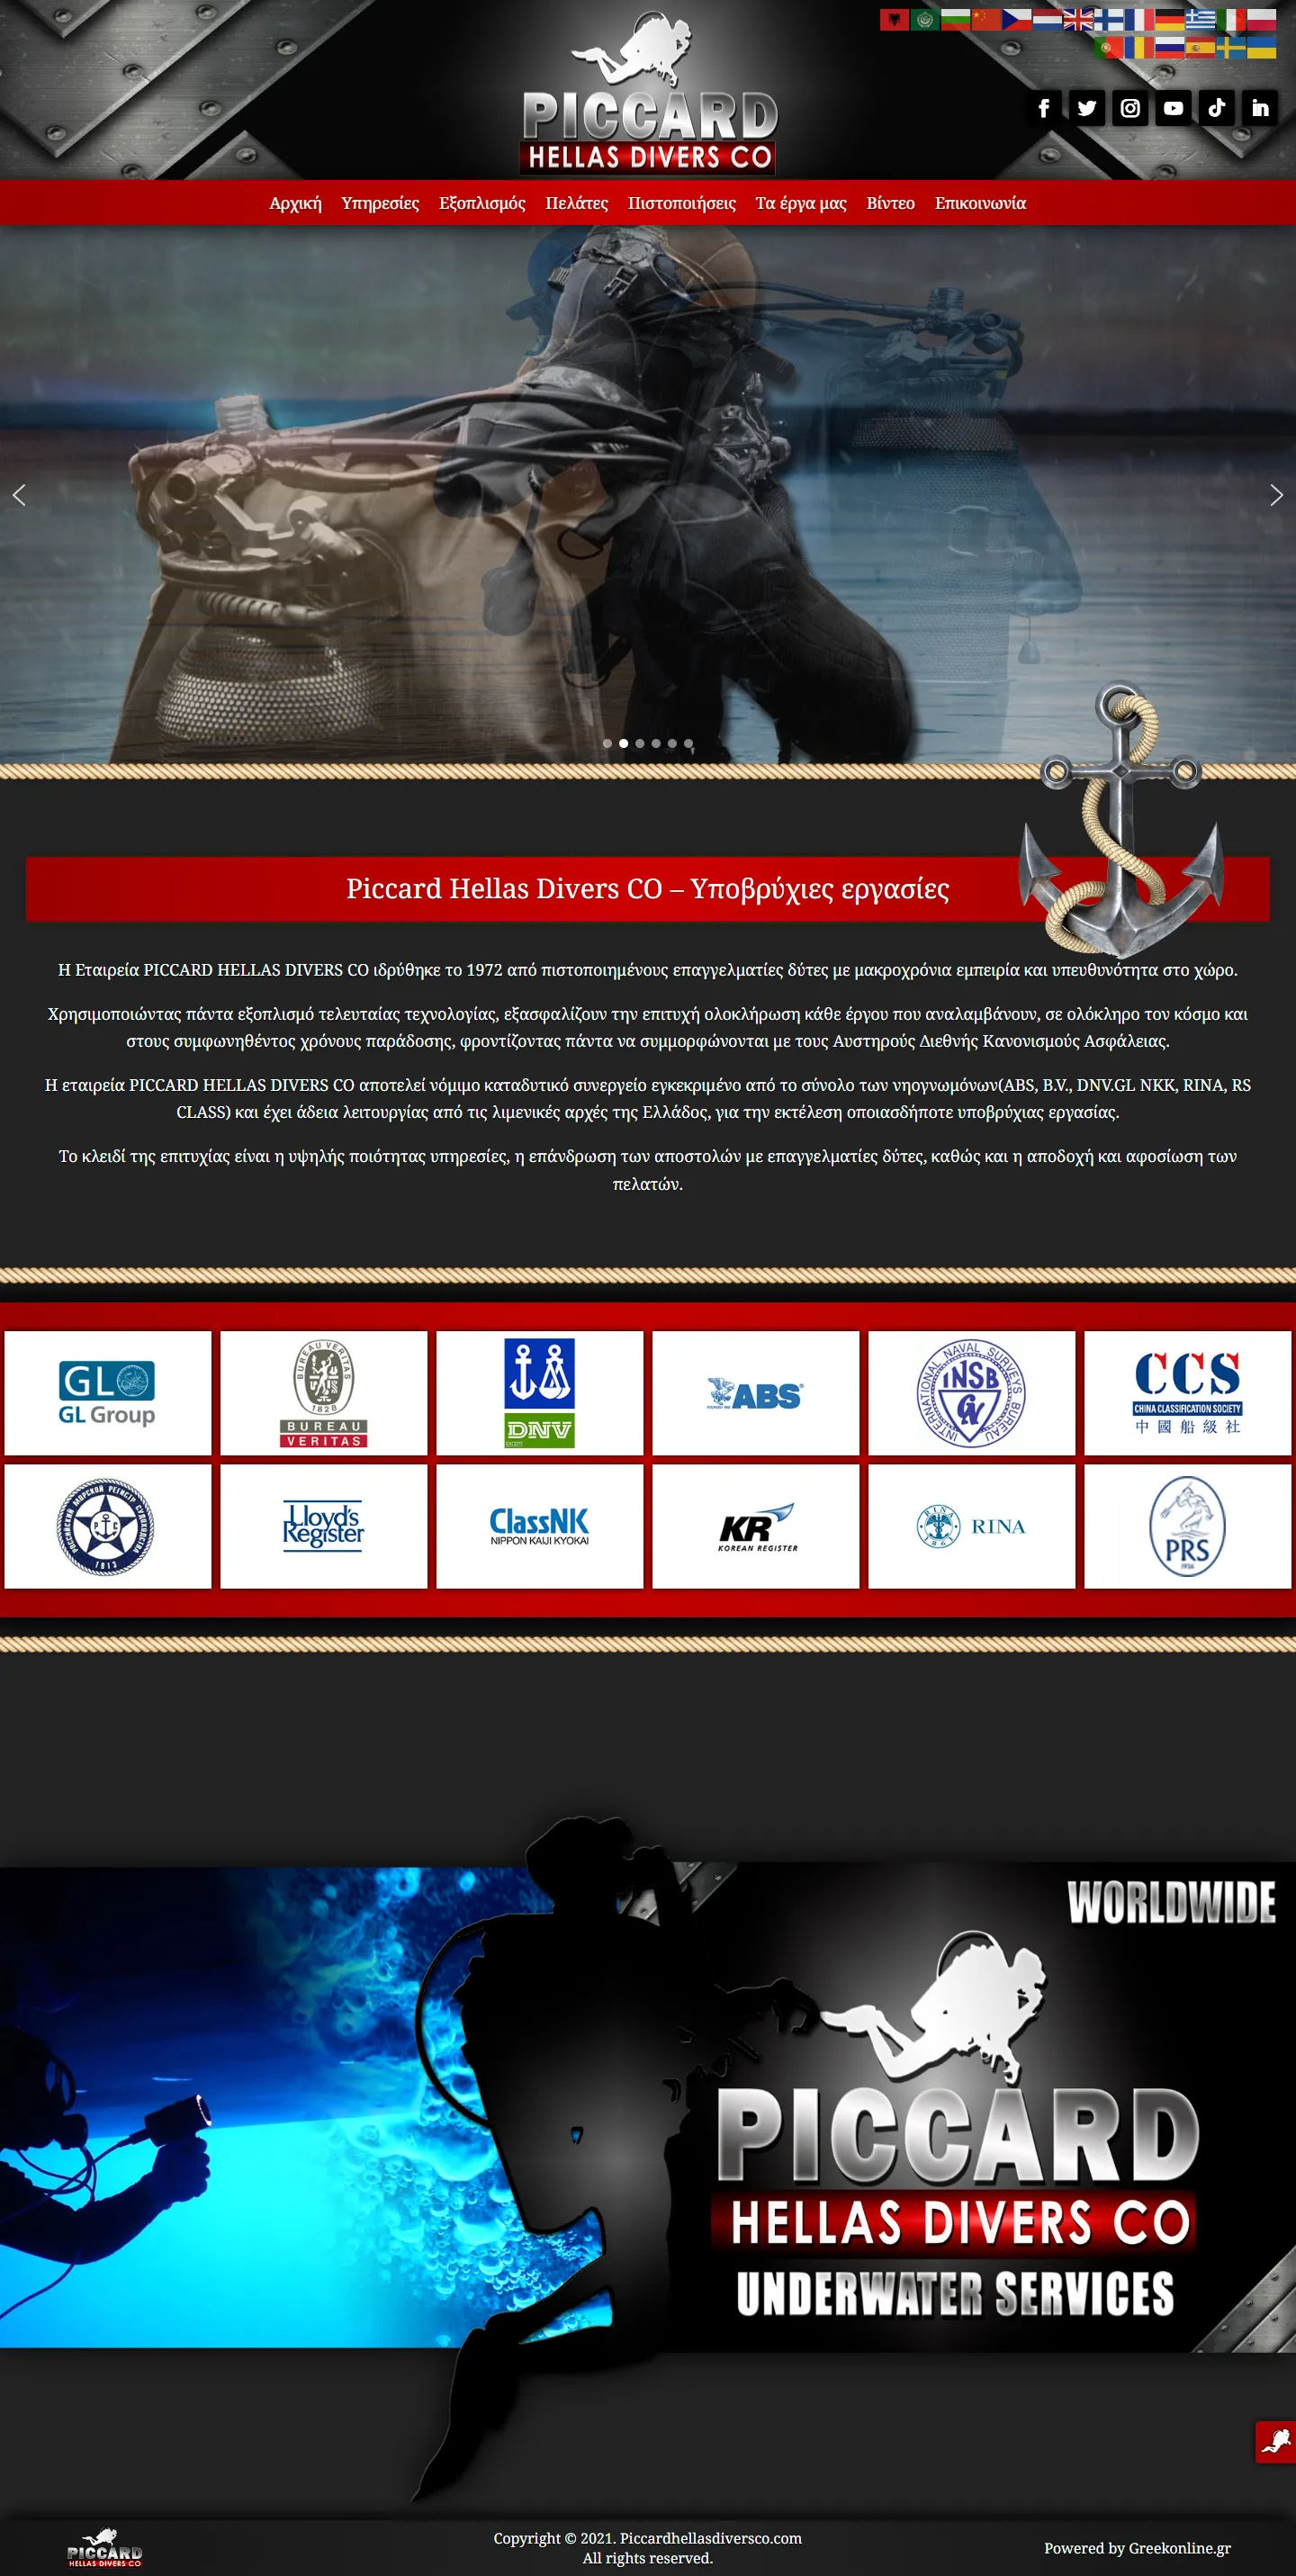 PICCARD
HELLAS DIVERS CO
Αρχική Υπηρεσίες Εξοπλισμός Πελάτες Πιστοποιήσεις Τα έργα μας Βίντεο Επικοινωνία
Piccard Hellas Divers CO – Υποβρύχιες εργασίες
Η Εταιρεία PICCARD HELLAS DIVERS CO ιδρύθηκε το 1972 από πιστοποιημένους επαγγελματίες δύτες με μακροχρόνια εμπειρία και υπευθυνότητα στο χώρο.
Χρησιμοποιώντας πάντα εξοπλισμό τελευταίας τεχνολογίας, εξασφαλίζουν την επιτυχή ολοκλήρωση κάθε έργου που αναλαμβάνουν, σε ολόκληρο τον κόσμο και
στους συμφωνηθέντος χρόνους παράδοσης, φροντίζοντας πάντα να συμμορφώνονται με τους Αυστηρούς Διεθνής Κανονισμούς Ασφάλειας.
Η εταιρεία PICCARD HELLAS DIVERS CO αποτελεί νόμιμο καταδυτικό συνεργείο εγκεκριμένο από το σύνολο των νηογνωμόνων(ABS, B.V., DNV.GL NKK, RINA, RS
CLASS) και έχει άδεια λειτουργίας από τις λιμενικές αρχές της Ελλάδος, για την εκτέλεση οποιασδήποτε υποβρύχιας εργασίας.
Το κλειδί της επιτυχίας είναι η υψηλής ποιότητας υπηρεσίες, η επάνδρωση των αποστολών με επαγγελματίες δύτες, καθώς και η αποδοχή και αφοσίωση των
πελατών.
GL
GL Group
BUREAU VERITAS
1828
BUREAU
VERITAS
DNV
ABS
INTERNATIONAL NAVAL SURVEYS BUREAU
INSB
CCS
CHINA CLASSIFICATION SOCIETY
中國船級社
РОССИЙСКИЙ МОРСКОЙ РЕГИСТР СУДОХОДСТВА
РС
1913
Lloyd's
Register
ClassNK
NIPPON KAIJI KYOKAI
KR
KOREAN REGISTER
RINA
RINA
PRS
1936
WORLDWIDE
PICCARD
HELLAS DIVERS CO
UNDERWATER SERVICES
PICCARD
HELLAS DIVERS CO
Copyright © 2021. Piccardhellasdiversco.com
All rights reserved.
Powered by Greekonline.gr